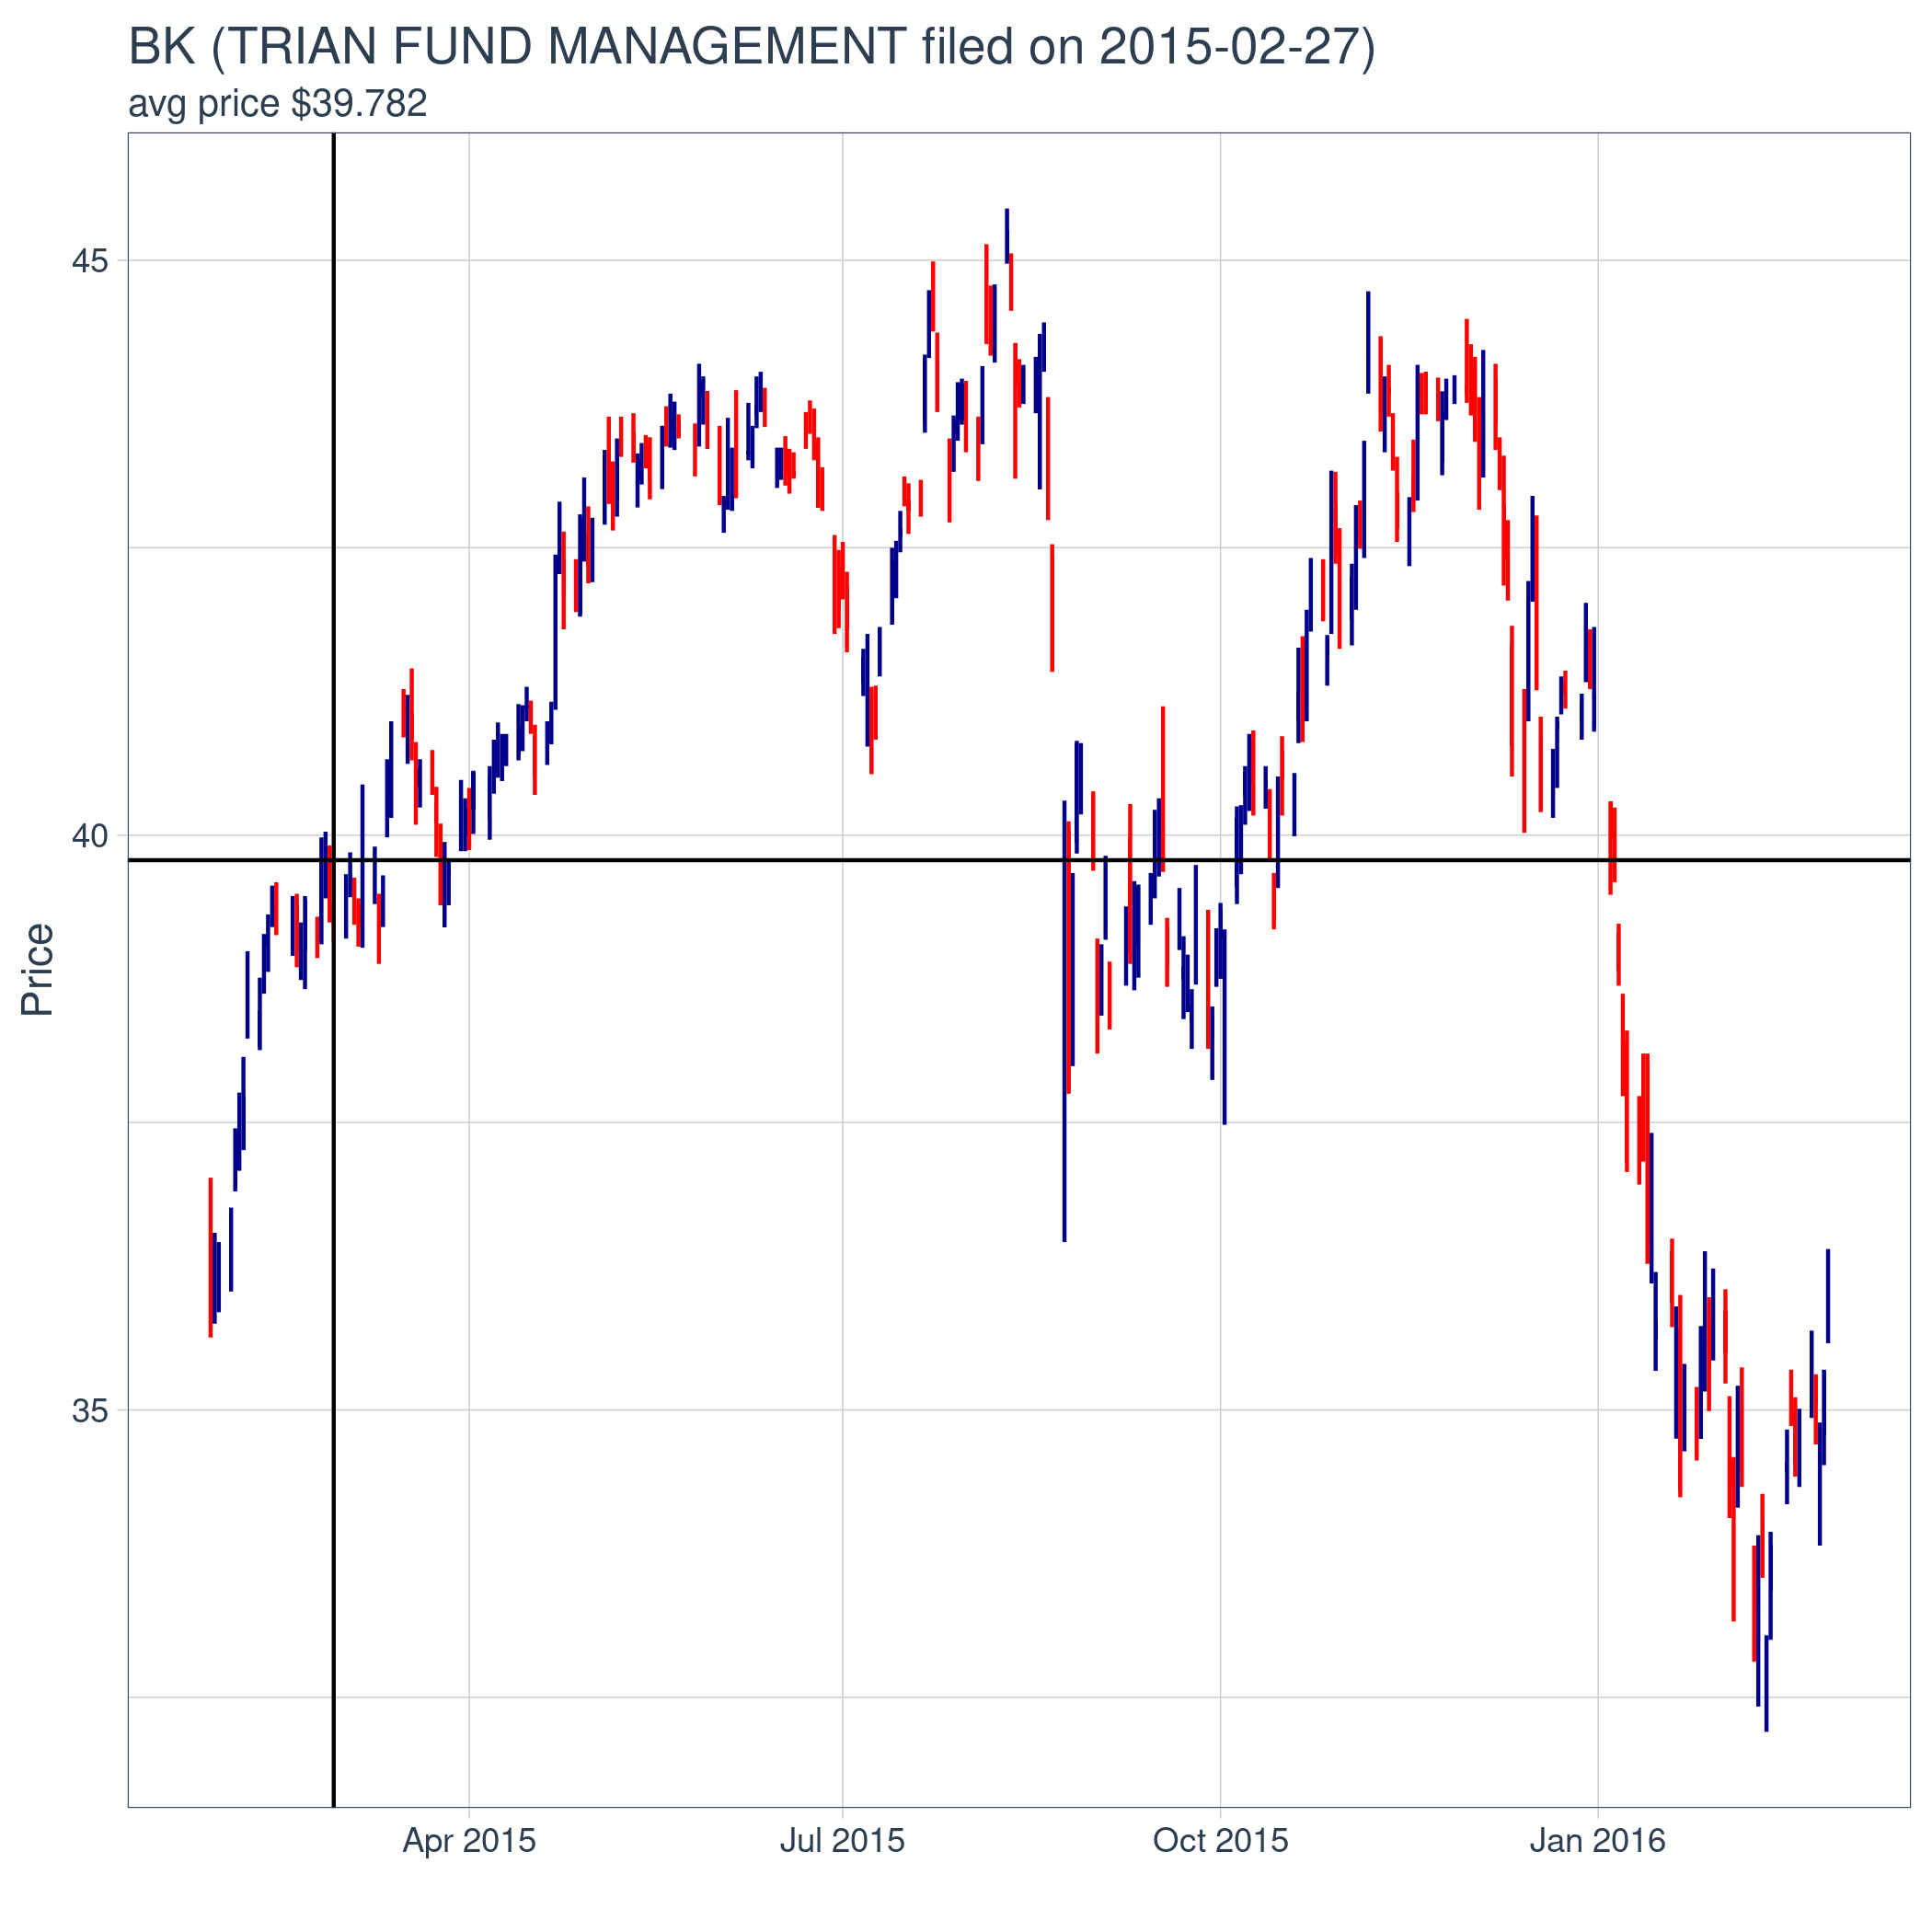 BK (TRIAN FUND MANAGEMENT filed on 2015-02-27)
avg price $39.782
45
40
35
Price
Apr 2015
Jul 2015
Oct 2015
Jan 2016